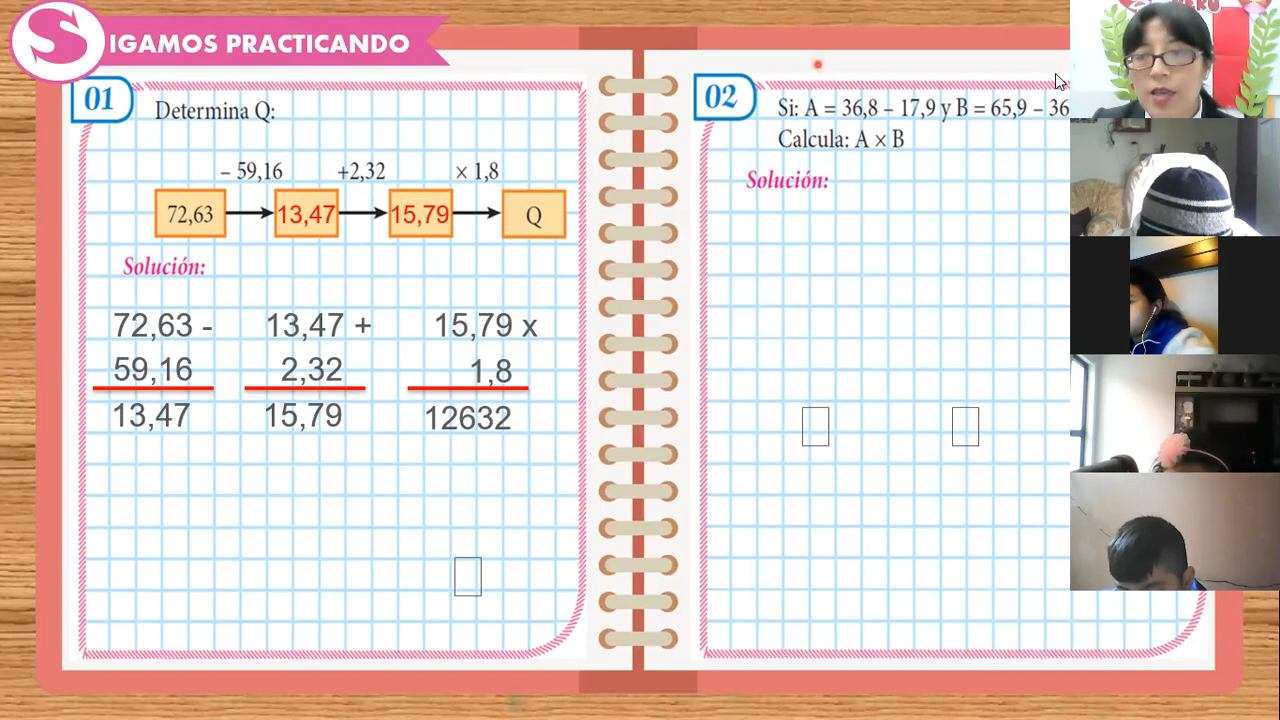 SIGAMOS PRACTICANDO
01
Determina Q:
– 59,16 +2,32 × 1,8
72,63 13,47 15,79 Q
Solución:
72,63 - 13,47 + 15,79 x
59,16 2,32 1,8
13,47 15,79 12632
02
Si: A = 36,8 – 17,9 y B = 65,9 – 36
Calcula: A × B
Solución:
PERÚ